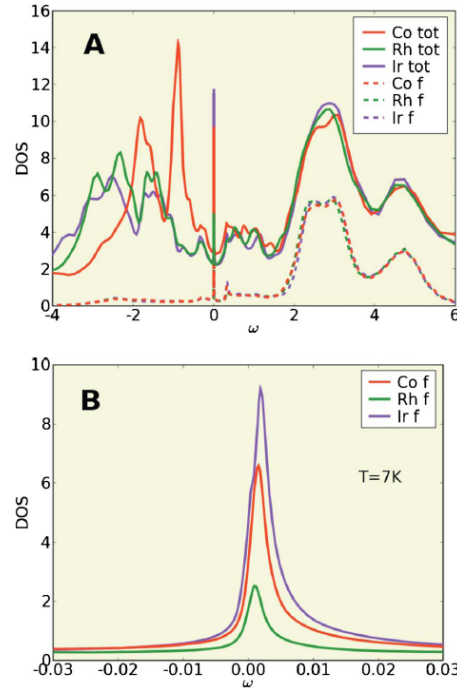 16
14
12
10
8
6
4
2
0
DOS
A
Co tot
Rh tot
Ir tot
Co f
Rh f
Ir f
-4 -2 0 2 4 6
ω
10
8
6
4
2
0
DOS
B
Co f
Rh f
Ir f
T=7K
-0.03 -0.02 -0.01 0.00 0.01 0.02 0.03
ω